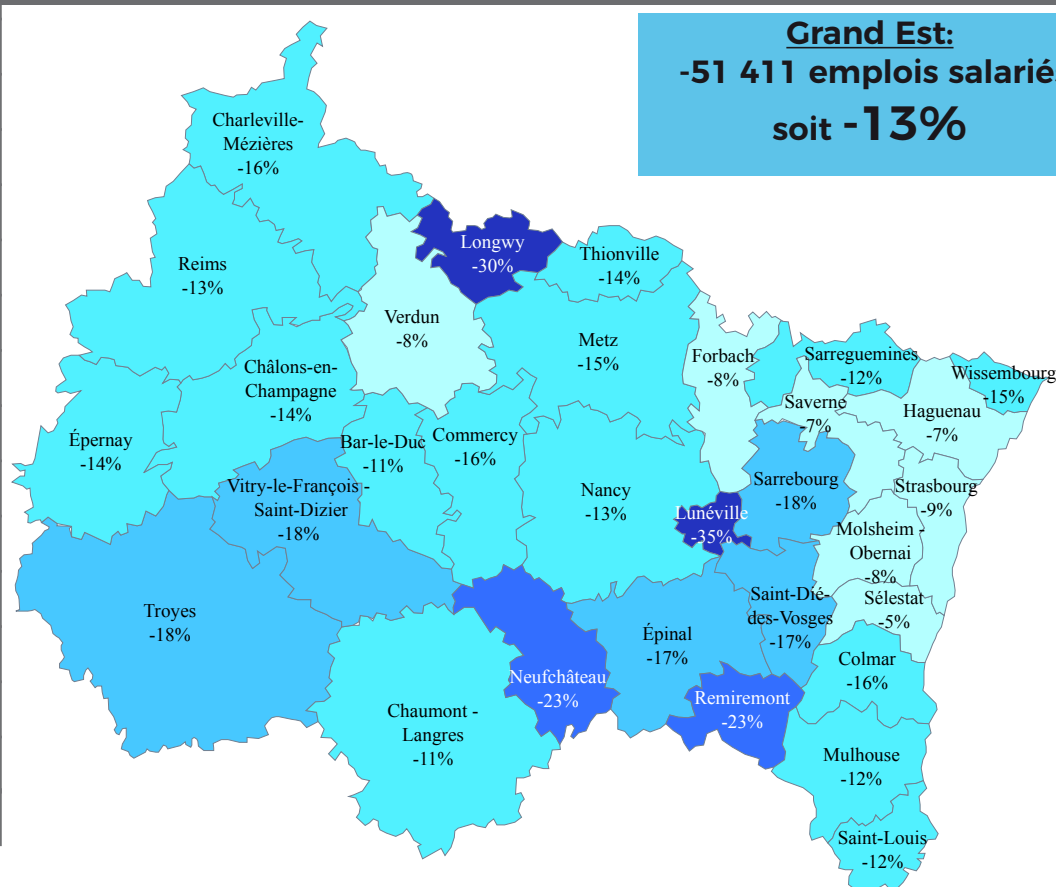 Grand Est:
-51 411 emplois salariés
soit -13%
Charleville-
Mézières
-16%
Longwy
-30%
Thionville
-14%
Reims
-13%
Verdun
-8%
Metz
-15%
Forbach
-8%
Sarreguemines
-12%
Wissembourg
-15%
Châlons-en-
Champagne
-14%
Saverne
-7%
Haguenau
-7%
Épernay
-14%
Bar-le-Duc
-11%
Commercy
-16%
Vitry-le-François -
Saint-Dizier
-18%
Nancy
-13%
Sarrebourg
-18%
Strasbourg
-9%
Lunéville
-35%
Molsheim -
Obernai
-8%
Troyes
-18%
Saint-Dié-
des-Vosges
-17%
Sélestat
-5%
Épinal
-17%
Colmar
-16%
Neufchâteau
-23%
Remiremont
-23%
Chaumont -
Langres
-11%
Mulhouse
-12%
Saint-Louis
-12%